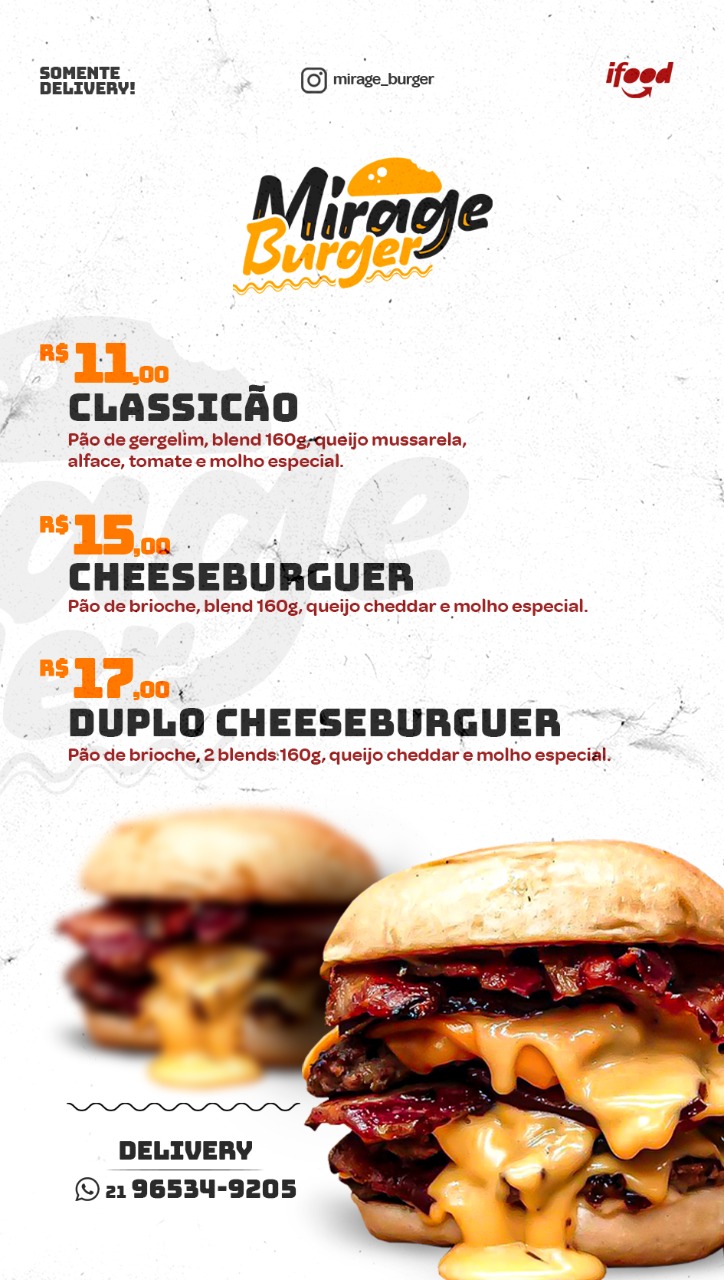 SOMENTE
DELIVERY!
mirage_burger
ifood
Mirage
Burger
R$ 11,00
CLASSICÃO
Pão de gergelim, blend 160g, queijo mussarela,
alface, tomate e molho especial.
R$ 15,00
CHEESEBURGUER
Pão de brioche, blend 160g, queijo cheddar e molho especial.
R$ 17,00
DUPLO CHEESEBURGUER
Pão de brioche, 2 blends 160g, queijo cheddar e molho especial.
DELIVERY
21 96534-9205